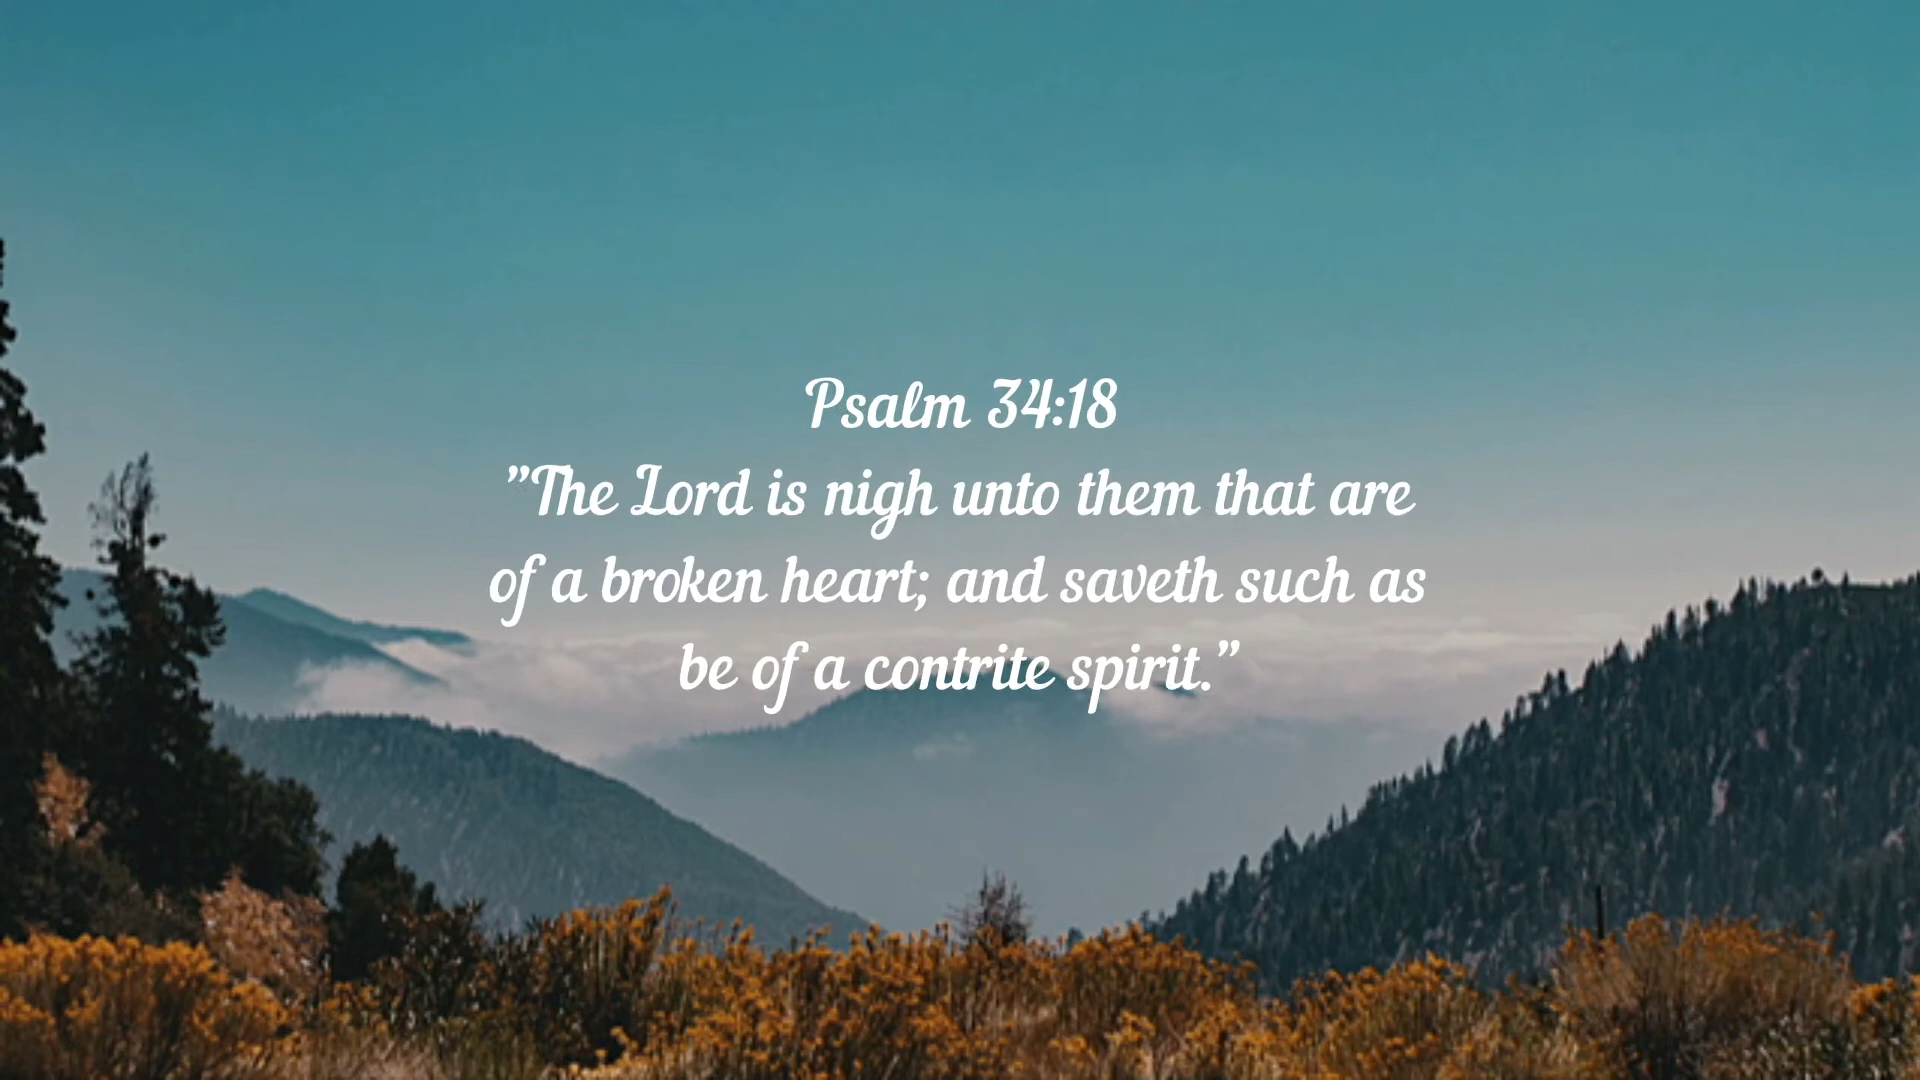 Psalm 34:18
”The Lord is nigh unto them that are
of a broken heart; and saveth such as
be of a contrite spirit.”